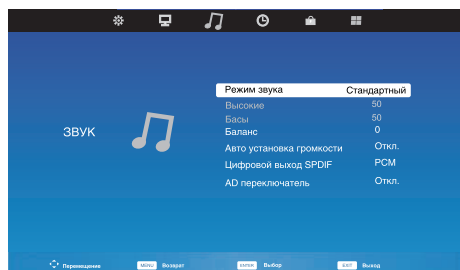 Режим звука Стандартный
Высокие 50
Басы 50
Баланс 0
ЗВУК
Авто установка громкости Откл.
Цифровой выход SPDIF PCM
AD переключатель Откл.
Перемещение MENU Возврат ENTER Выбор EXIT Выход